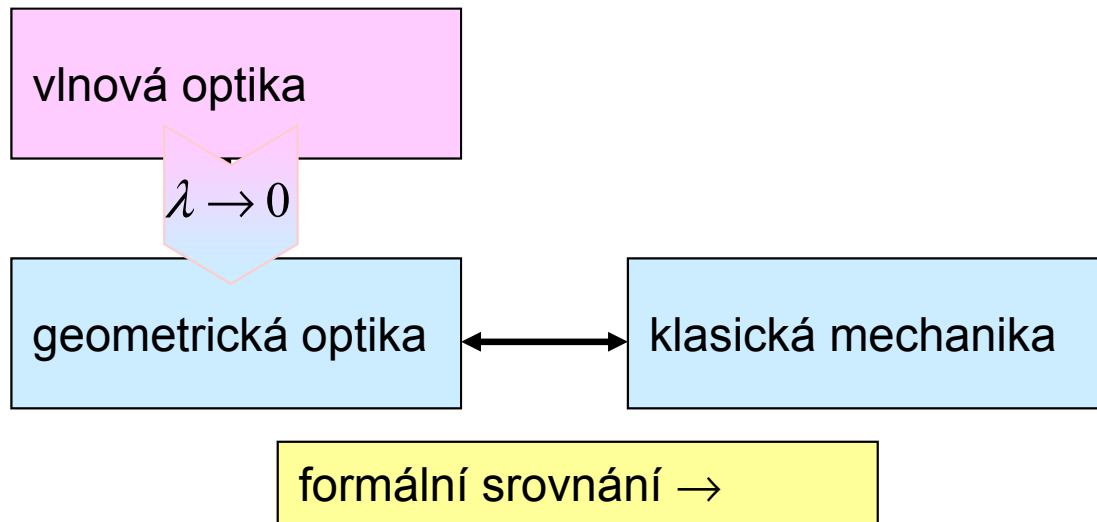 vlnová optika
λ → 0
geometrická optika
klasická mechanika
formální srovnání →